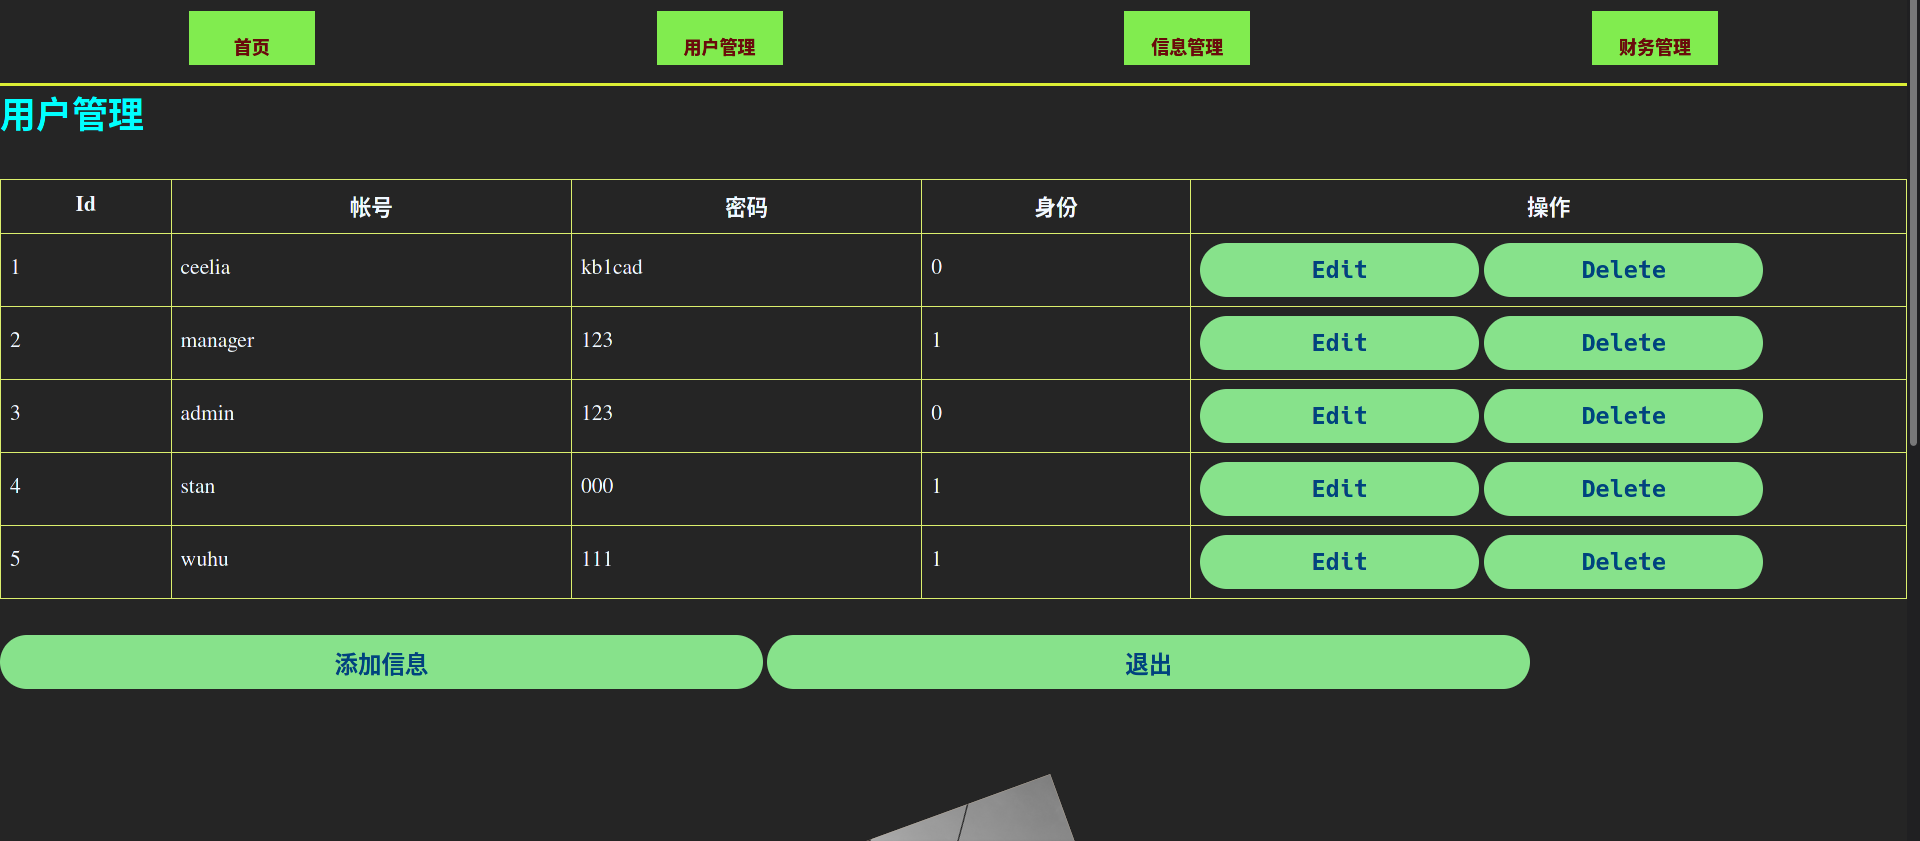 首页 用户管理 信息管理 财务管理
用户管理
Id 帐号 密码 身份 操作
1 ceelia kb1cad 0 Edit Delete
2 manager 123 1 Edit Delete
3 admin 123 0 Edit Delete
4 stan 000 1 Edit Delete
5 wuhu 111 1 Edit Delete
添加信息 退出